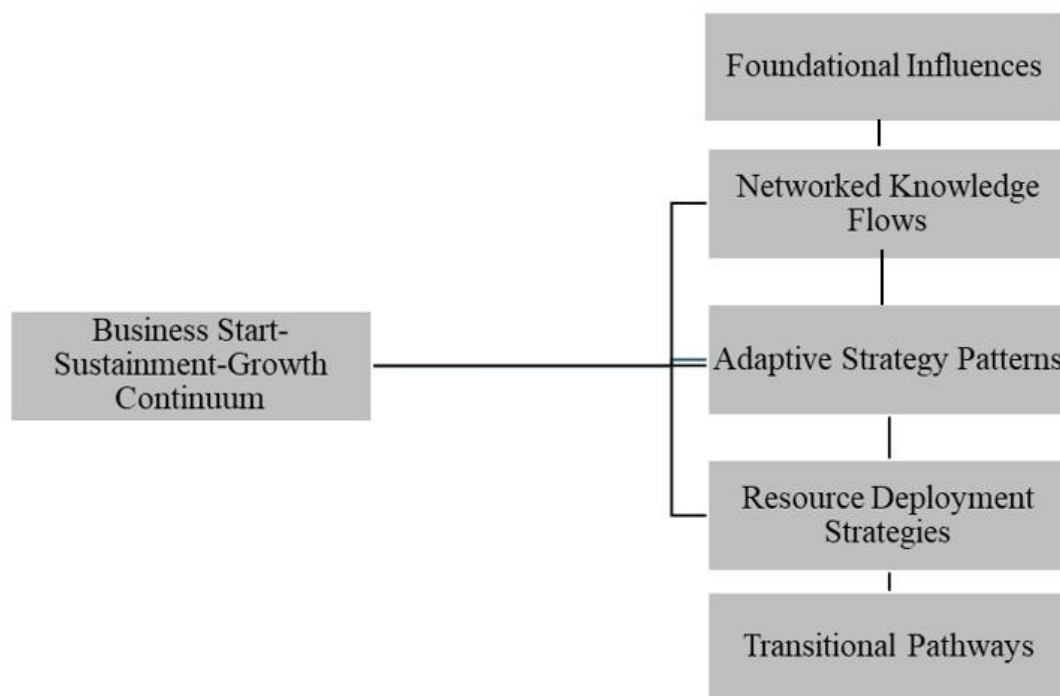 Foundational Influences
Networked Knowledge
Flows
Business Start-
Sustainment-Growth
Continuum
Adaptive Strategy Patterns
Resource Deployment
Strategies
Transitional Pathways